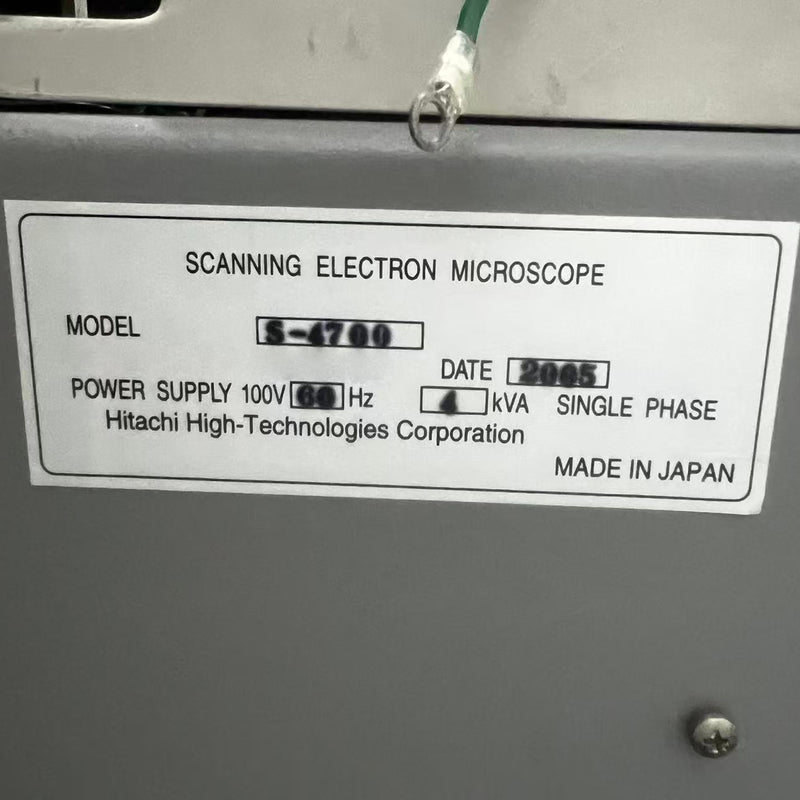 SCANNING ELECTRON MICROSCOPE
MODEL S-4700
DATE 2005
POWER SUPPLY 100V 60 Hz 4 kVA SINGLE PHASE
Hitachi High-Technologies Corporation
MADE IN JAPAN